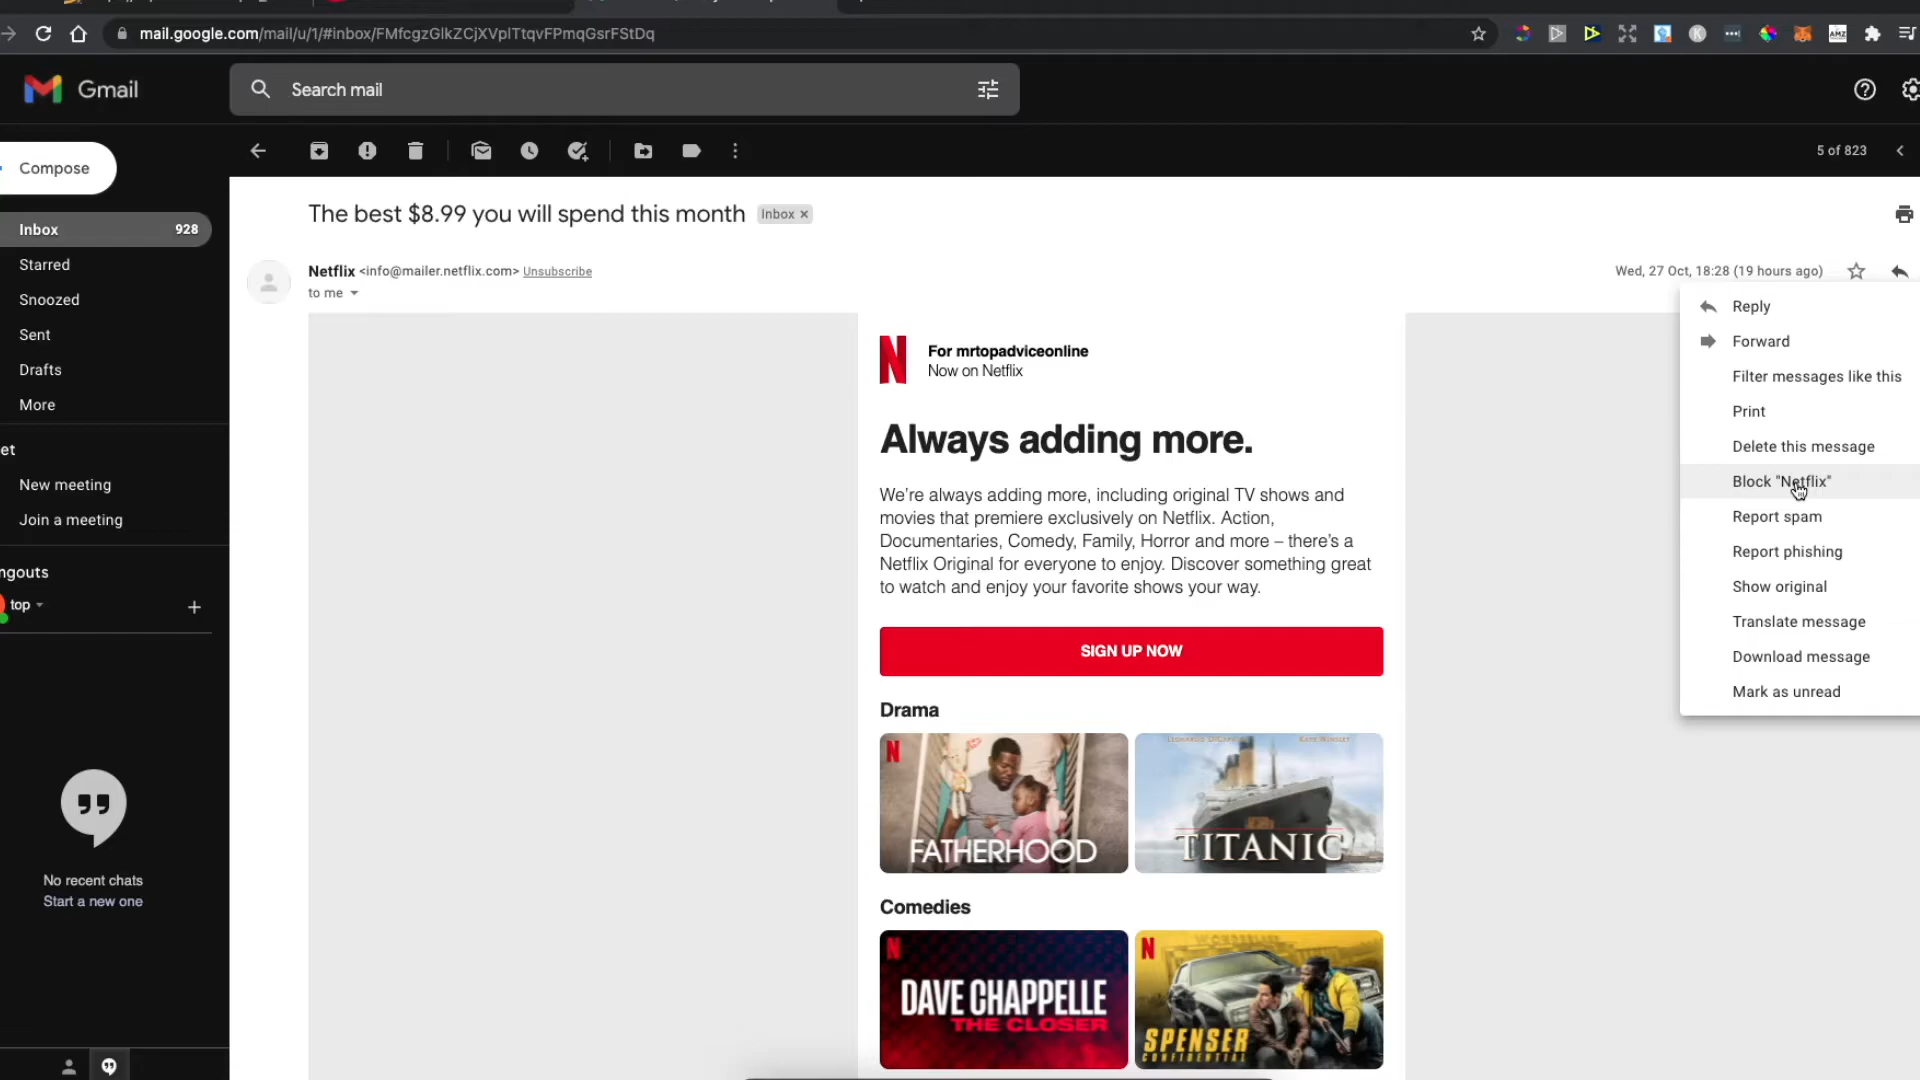 mail.google.com/mail/u/1/#inbox/FMfcgzGlkZCjXVplTtqvFPmqGsrFStDq
AMZ
Gmail
Search mail
Compose
5 of 823
Inbox 928
Starred
Snoozed
Sent
Drafts
More
et
New meeting
Join a meeting
ngouts
top
No recent chats
Start a new one
The best $8.99 you will spend this month Inbox
Netflix <info@mailer.netflix.com> Unsubscribe
Wed, 27 Oct, 18:28 (19 hours ago)
to me
N For mrtopadviceonline
Now on Netflix
Always adding more.
We're always adding more, including original TV shows and
movies that premiere exclusively on Netflix. Action,
Documentaries, Comedy, Family, Horror and more – there's a
Netflix Original for everyone to enjoy. Discover something great
to watch and enjoy your favorite shows your way.
SIGN UP NOW
Drama
N
FATHERHOOD
LEONARDO DICAPRIO KATE WINSLET
TITANIC
Comedies
N
DAVE CHAPPELLE
THE CLOSER
N
SPENSER
CONFIDENTIAL
Reply
Forward
Filter messages like this
Print
Delete this message
Block "Netflix"
Report spam
Report phishing
Show original
Translate message
Download message
Mark as unread